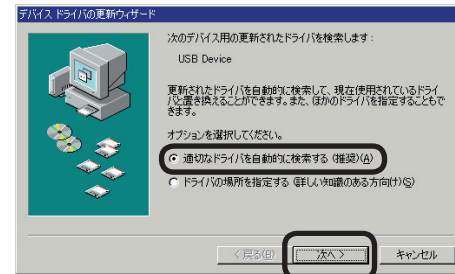 デバイス ドライバの更新ウィザード
次のデバイス用の更新されたドライバを検索します :
USB Device
更新されたドライバを自動的に検索して、現在使用されているドライ
バと置き換えることができます。また、ほかのドライバを指定することもで
きます。
オプションを選択してください。
適切なドライバを自動的に検索する (推奨)(A)
ドライバの場所を指定する (詳しい知識のある方向け)(S)
< 戻る(B)
次へ >
キャンセル